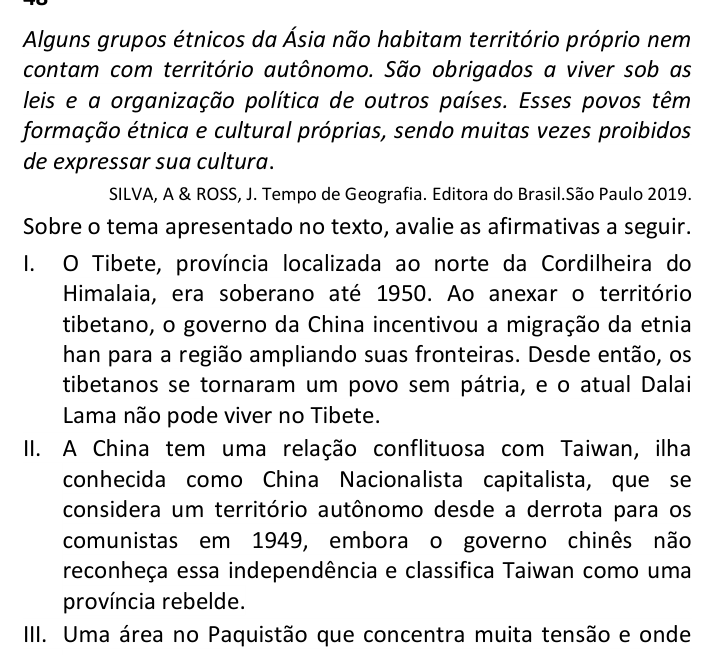 48
Alguns grupos étnicos da Ásia não habitam território próprio nem
contam com território autônomo. São obrigados a viver sob as
leis e a organização política de outros países. Esses povos têm
formação étnica e cultural próprias, sendo muitas vezes proibidos
de expressar sua cultura.
SILVA, A & ROSS, J. Tempo de Geografia. Editora do Brasil.São Paulo 2019.
Sobre o tema apresentado no texto, avalie as afirmativas a seguir.
I. O Tibete, província localizada ao norte da Cordilheira do
Himalaia, era soberano até 1950. Ao anexar o território
tibetano, o governo da China incentivou a migração da etnia
han para a região ampliando suas fronteiras. Desde então, os
tibetanos se tornaram um povo sem pátria, e o atual Dalai
Lama não pode viver no Tibete.
II. A China tem uma relação conflituosa com Taiwan, ilha
conhecida como China Nacionalista capitalista, que se
considera um território autônomo desde a derrota para os
comunistas em 1949, embora o governo chinês não
reconheça essa independência e classifica Taiwan como uma
província rebelde.
III. Uma área no Paquistão que concentra muita tensão e onde